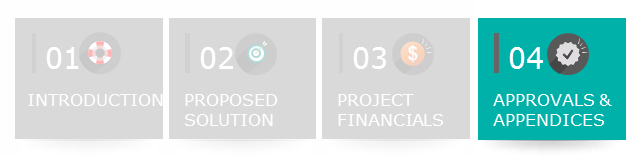 01
INTRODUCTION
02
PROPOSED
SOLUTION
03
$
PROJECT
FINANCIALS
04
APPROVALS &
APPENDICES